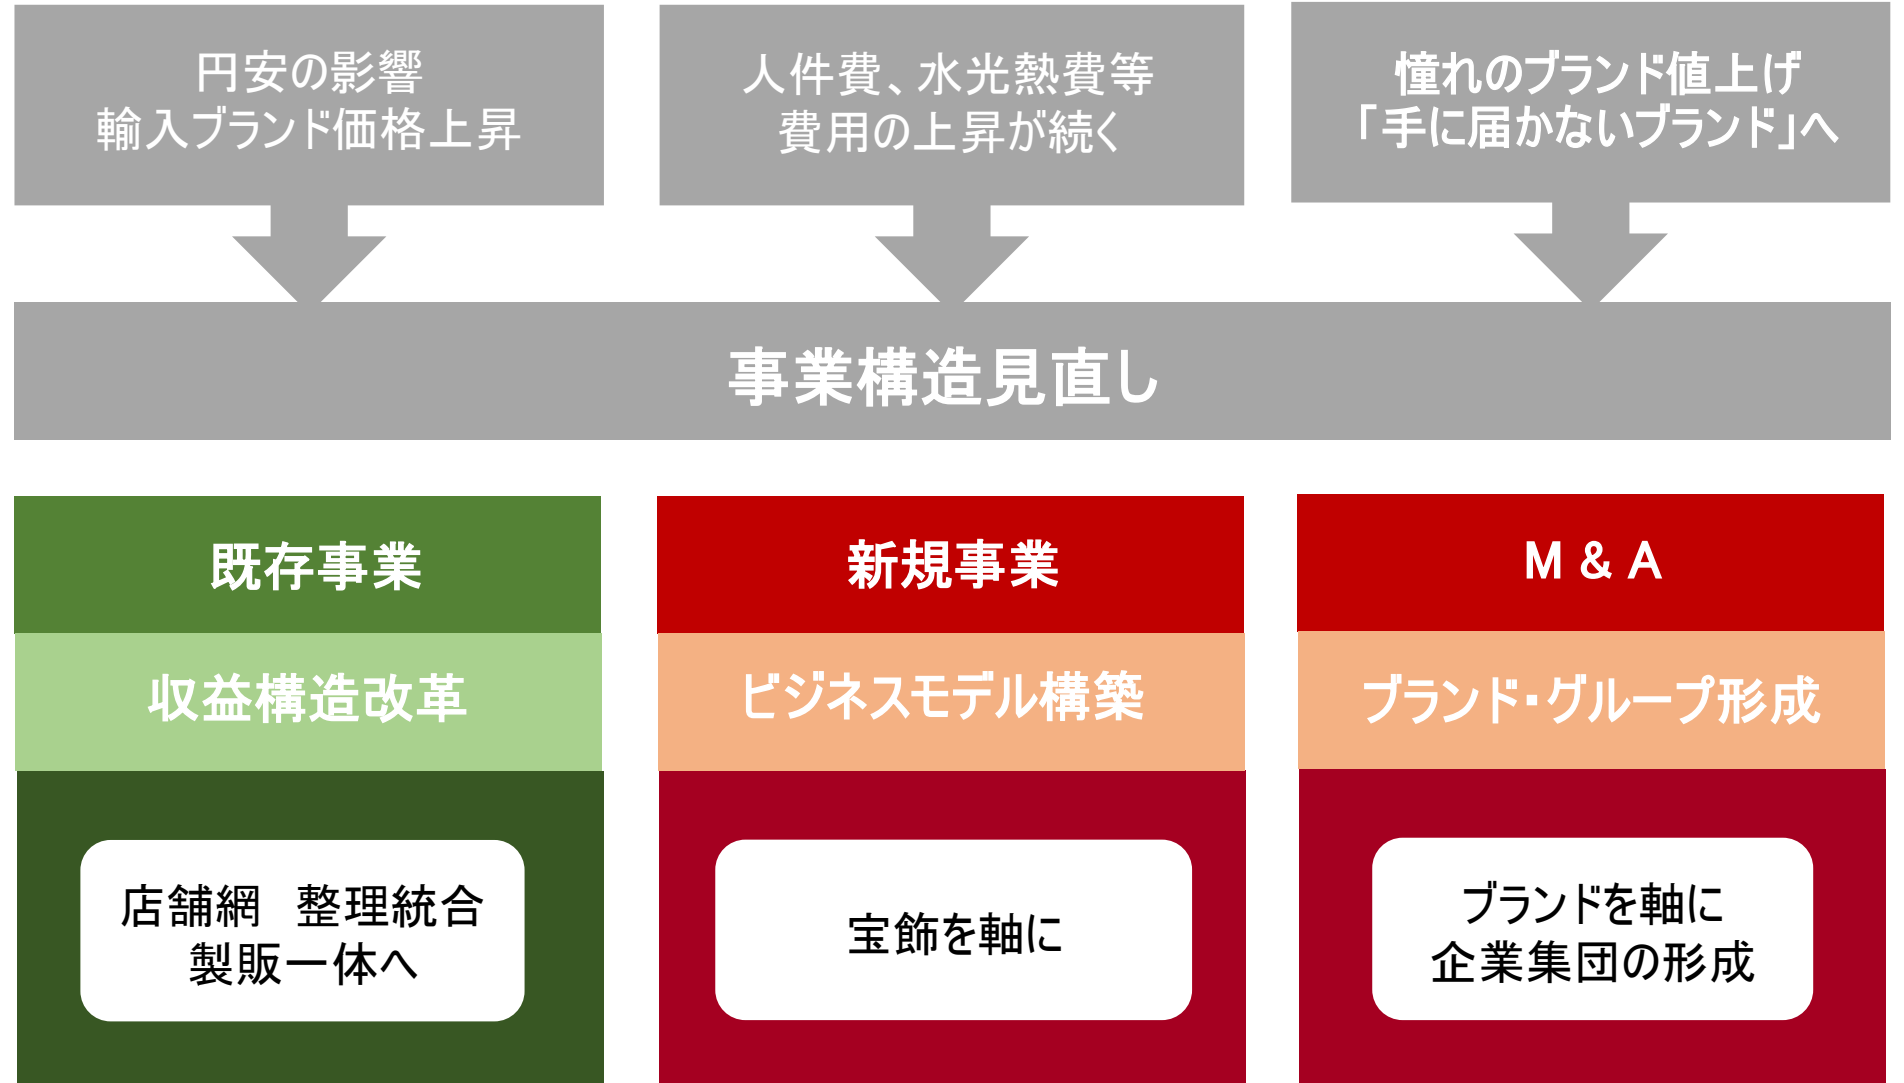 円安の影響
輸入ブランド価格上昇
人件費、水光熱費等
費用の上昇が続く
憧れのブランド値上げ
「手に届かないブランド」へ
事業構造見直し
既存事業
収益構造改革
店舗網　整理統合
製販一体へ
新規事業
ビジネスモデル構築
宝飾を軸に
M & A
ブランド・グループ形成
ブランドを軸に
企業集団の形成